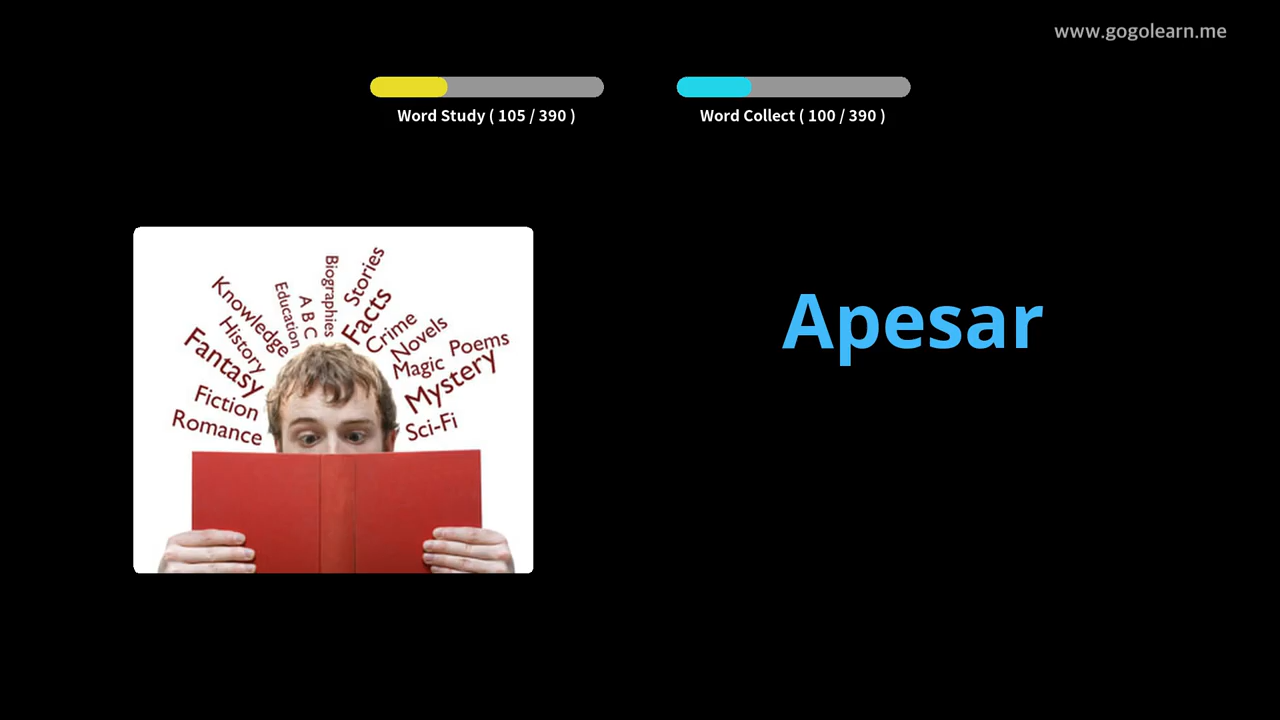 www.gogolearn.me
Word Study ( 105 / 390 )
Word Collect ( 100 / 390 )
Apesar
Romance
Fiction
Fantasy
History
Knowledge
Education
A B C
Biographies
Stories
Facts
Crime
Novels
Magic
Poems
Mystery
Sci-Fi